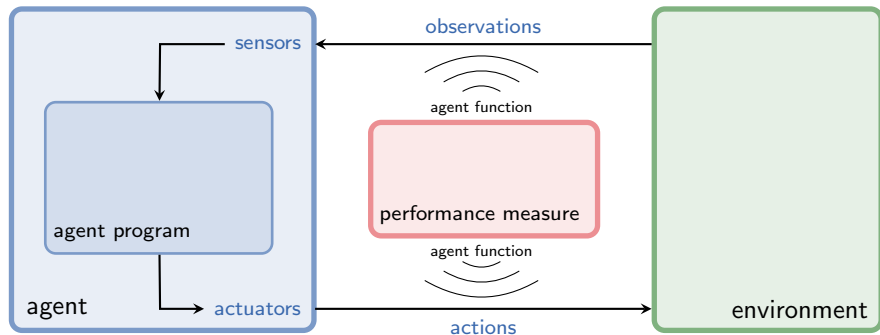 observations
sensors
agent function
performance measure
agent program
agent function
agent
actuators
environment
actions